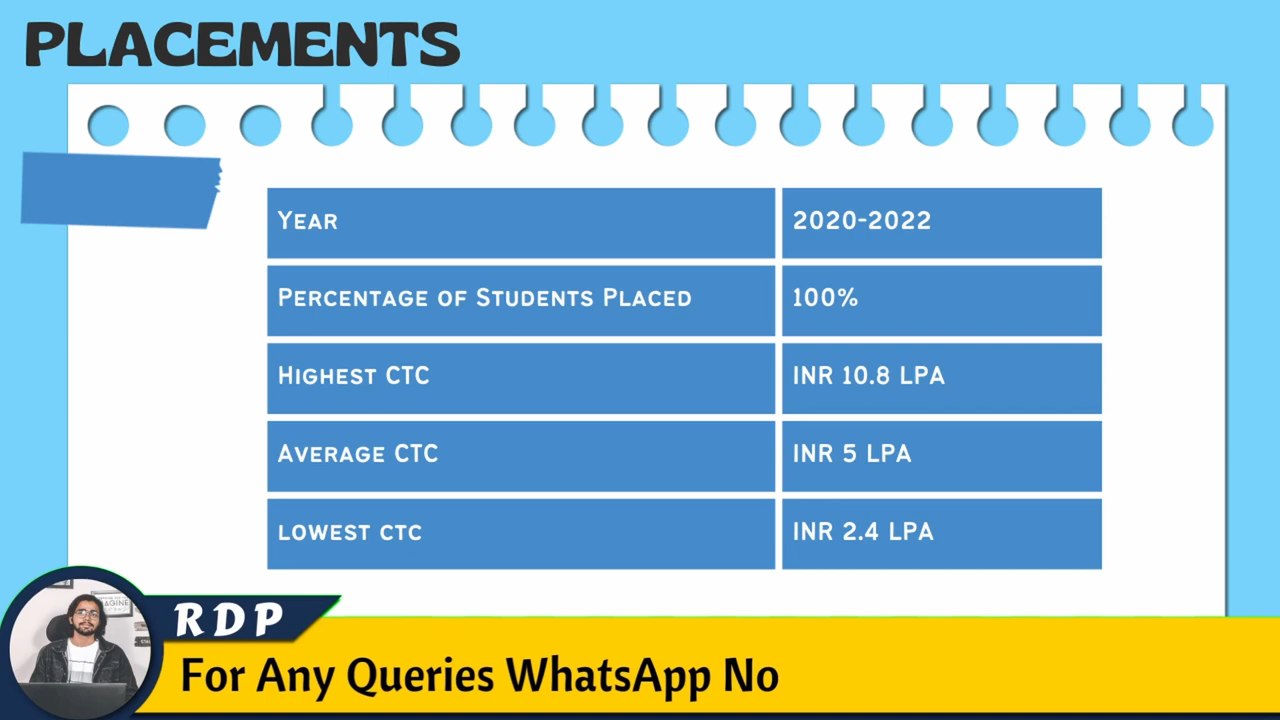 PLACEMENTS
YEAR 2020-2022
PERCENTAGE OF STUDENTS PLACED 100%
HIGHEST CTC INR 10.8 LPA
AVERAGE CTC INR 5 LPA
LOWEST CTC INR 2.4 LPA
RDP
For Any Queries WhatsApp No